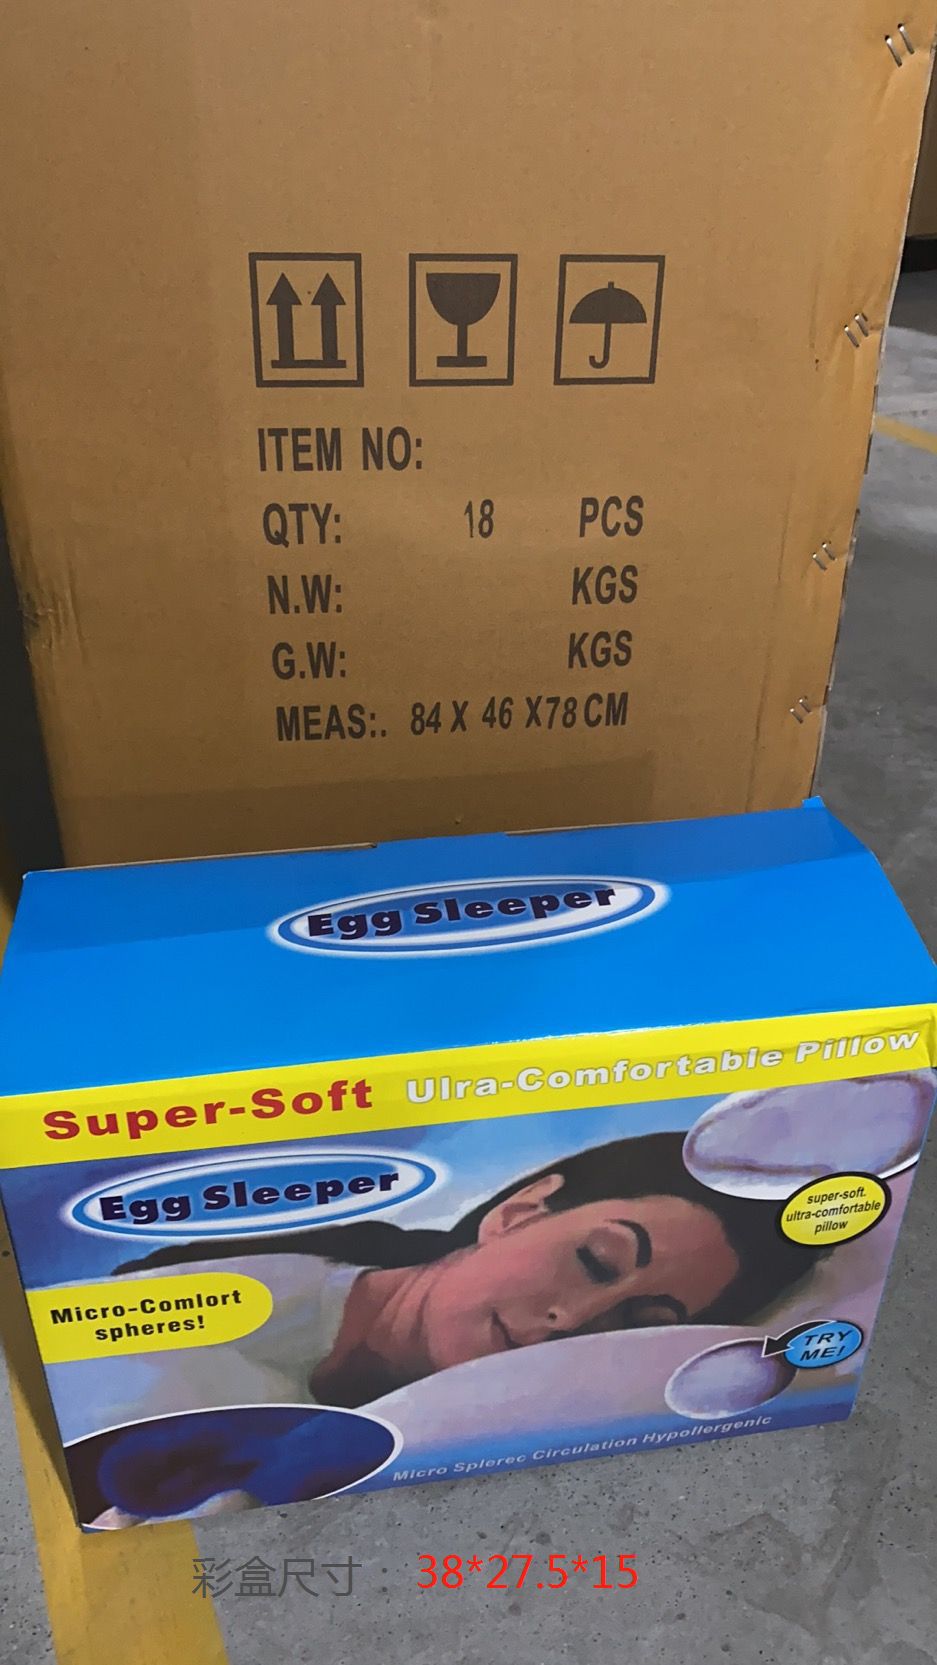 ITEM NO:
QTY: 18 PCS
N.W: KGS
G.W: KGS
MEAS:. 84 X 46 X78 CM
Egg Sleeper
Super-Soft Ulra-Comfortable Pillow
Egg Sleeper
super-soft.
ultra-comfortable
pillow
Micro-Comlort
spheres!
TRY
ME!
Micro Splerec Circulation Hypollergenic
彩盒尺寸： 38*27.5*15